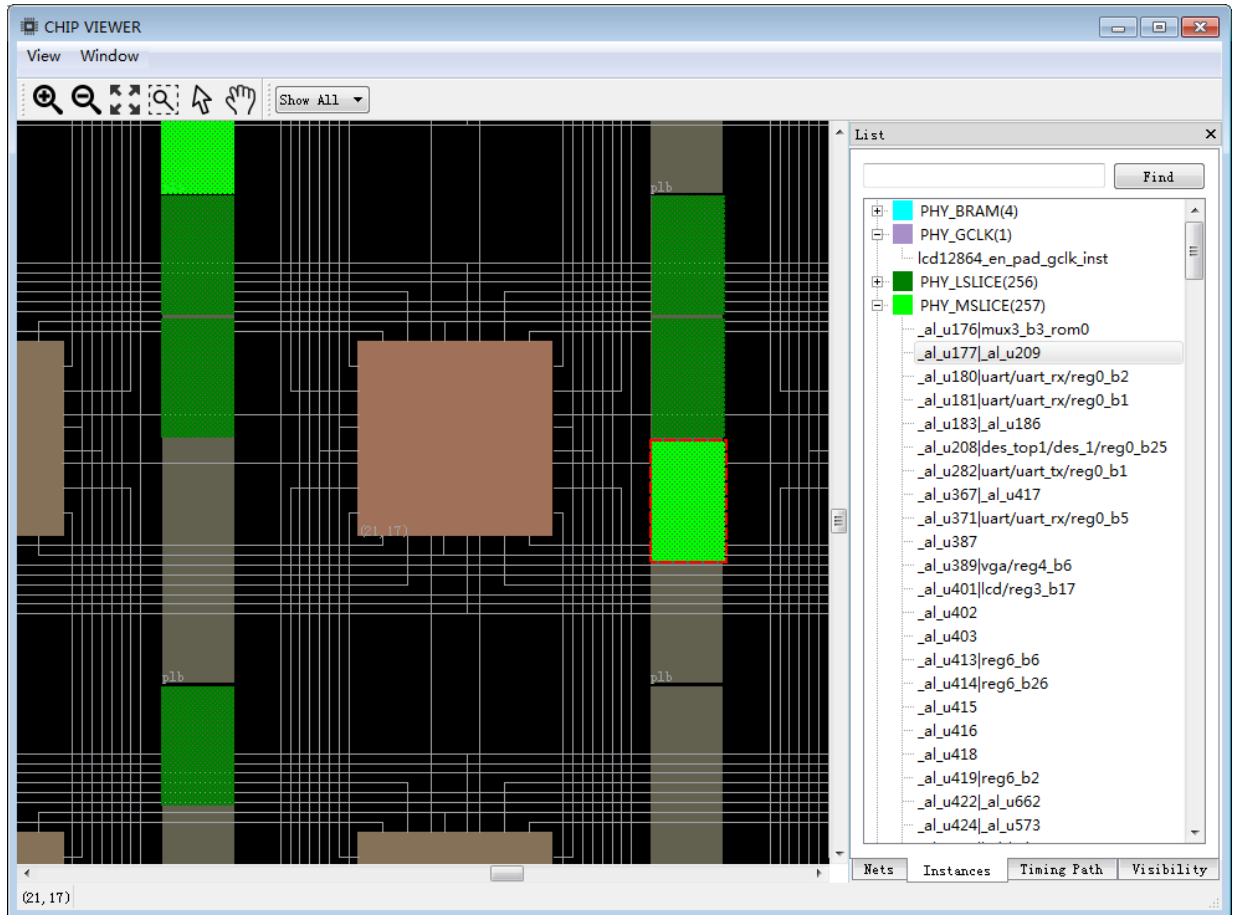 CHIP VIEWER
View Window
Show All
List
Find
plb
(21,17)
plb
plb
PHY_BRAM(4)
PHY_GCLK(1)
lcd12864_en_pad_gclk_inst
PHY_LSLICE(256)
PHY_MSLICE(257)
_al_u176|mux3_b3_rom0
_al_u177|_al_u209
_al_u180|uart/uart_rx/reg0_b2
_al_u181|uart/uart_rx/reg0_b1
_al_u183|_al_u186
_al_u208|des_top1/des_1/reg0_b25
_al_u282|uart/uart_tx/reg0_b1
_al_u367|_al_u417
_al_u371|uart/uart_rx/reg0_b5
_al_u387
_al_u389|vga/reg4_b6
_al_u401|lcd/reg3_b17
_al_u402
_al_u403
_al_u413|reg6_b6
_al_u414|reg6_b26
_al_u415
_al_u416
_al_u418
_al_u419|reg6_b2
_al_u422|_al_u662
_al_u424|_al_u573
Nets Instances Timing Path Visibility
(21,17)